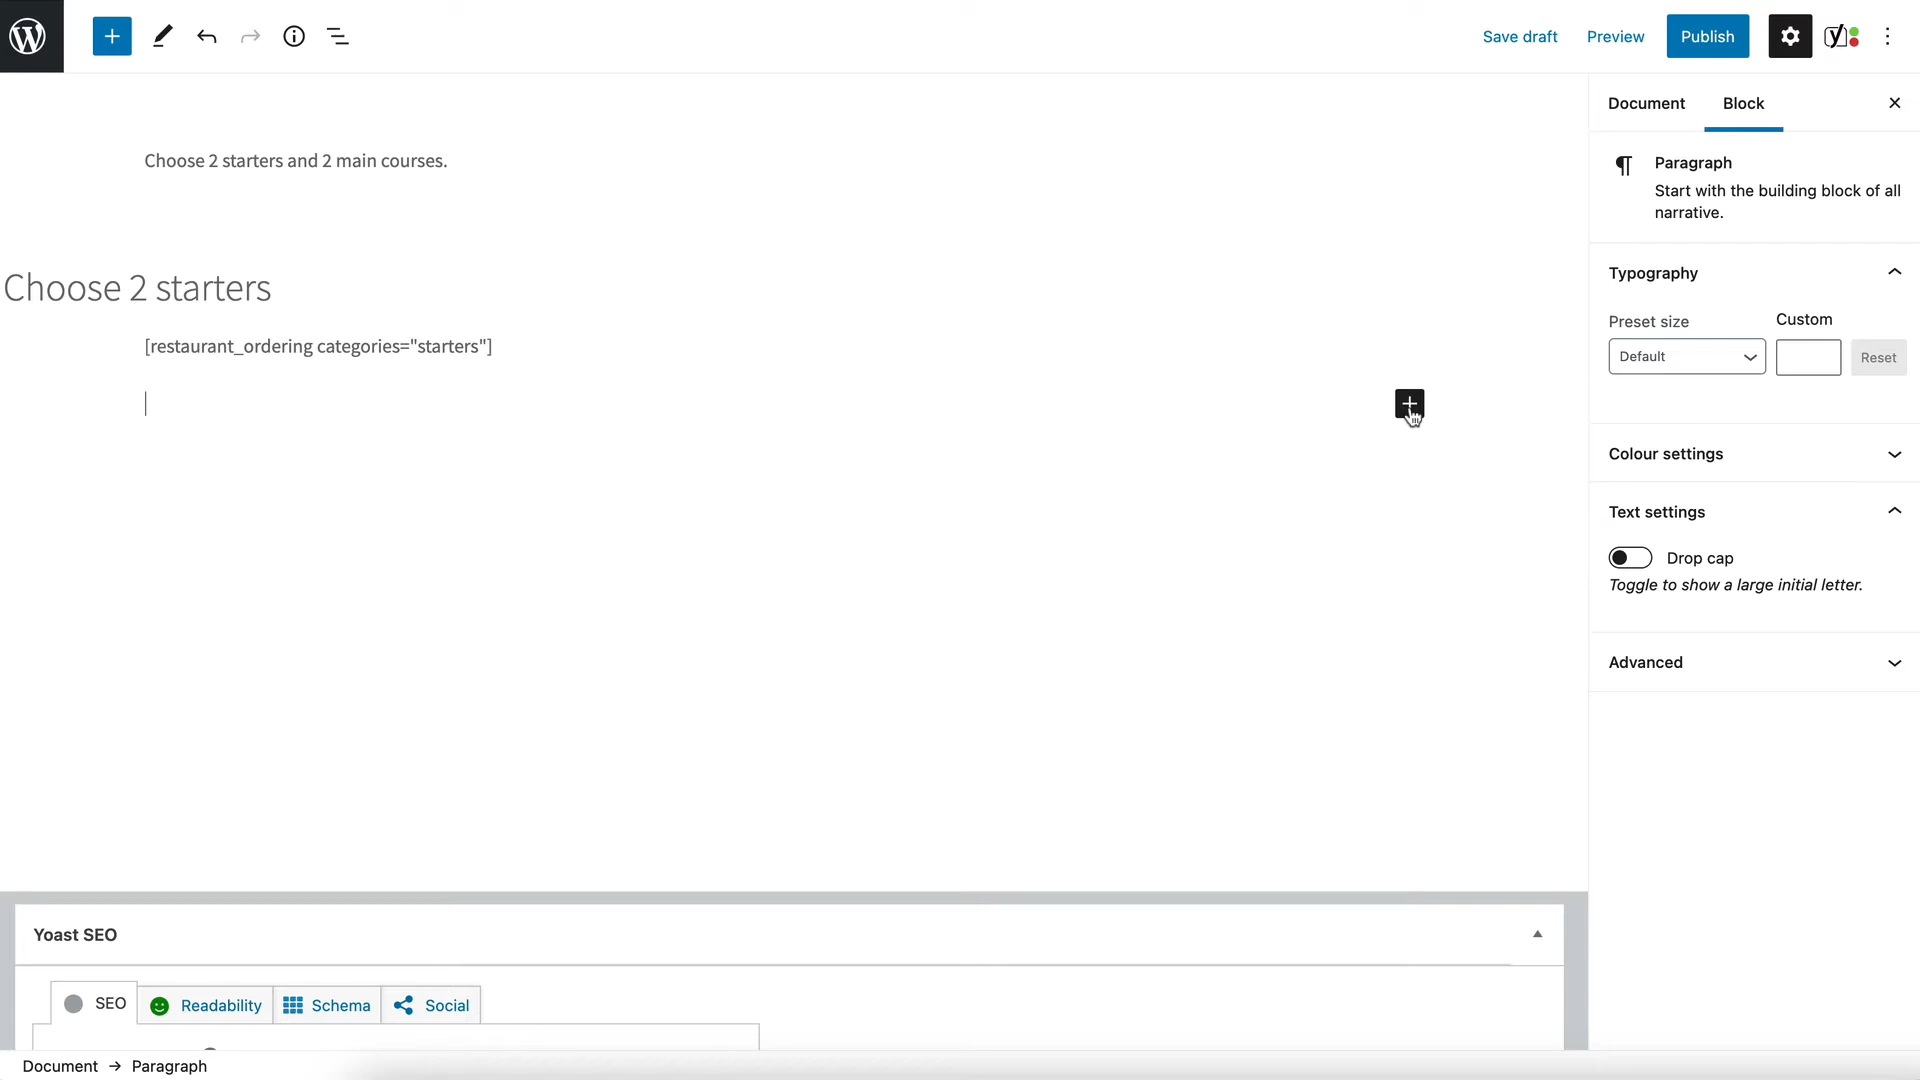 Save draft
Preview
Publish
Document
Block
Choose 2 starters and 2 main courses.
Paragraph
Start with the building block of all
narrative.
Typography
Choose 2 starters
Preset size
Custom
[restaurant_ordering categories="starters"]
Default
Reset
Colour settings
Text settings
Drop cap
Toggle to show a large initial letter.
Advanced
Yoast SEO
SEO
Readability
Schema
Social
Document → Paragraph